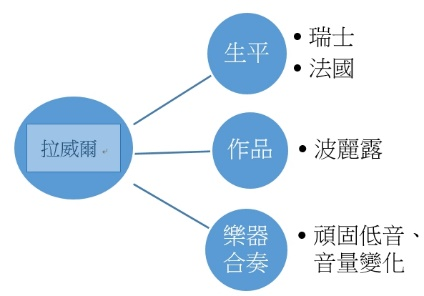 拉威爾
生平
• 瑞士
• 法國
作品
• 波麗露
樂器
合奏
• 頑固低音、
音量變化